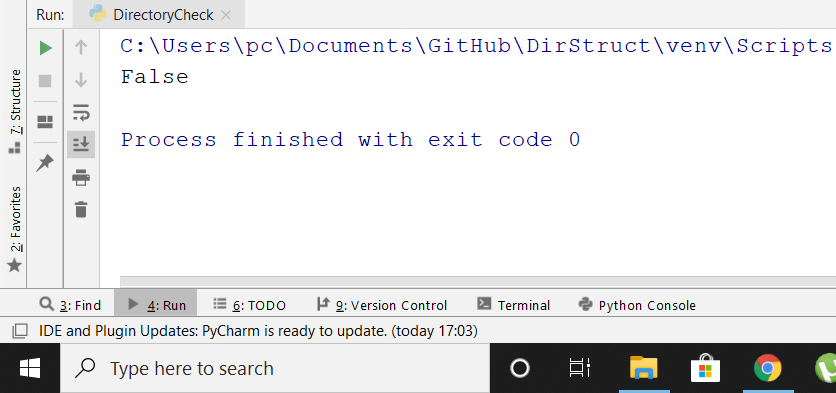 Run: DirectoryCheck
C:\Users\pc\Documents\GitHub\DirStruct\venv\Scripts
False
Process finished with exit code 0
7: Structure
2: Favorites
3: Find 4: Run 6: TODO 9: Version Control Terminal Python Console
IDE and Plugin Updates: PyCharm is ready to update. (today 17:03)
Type here to search